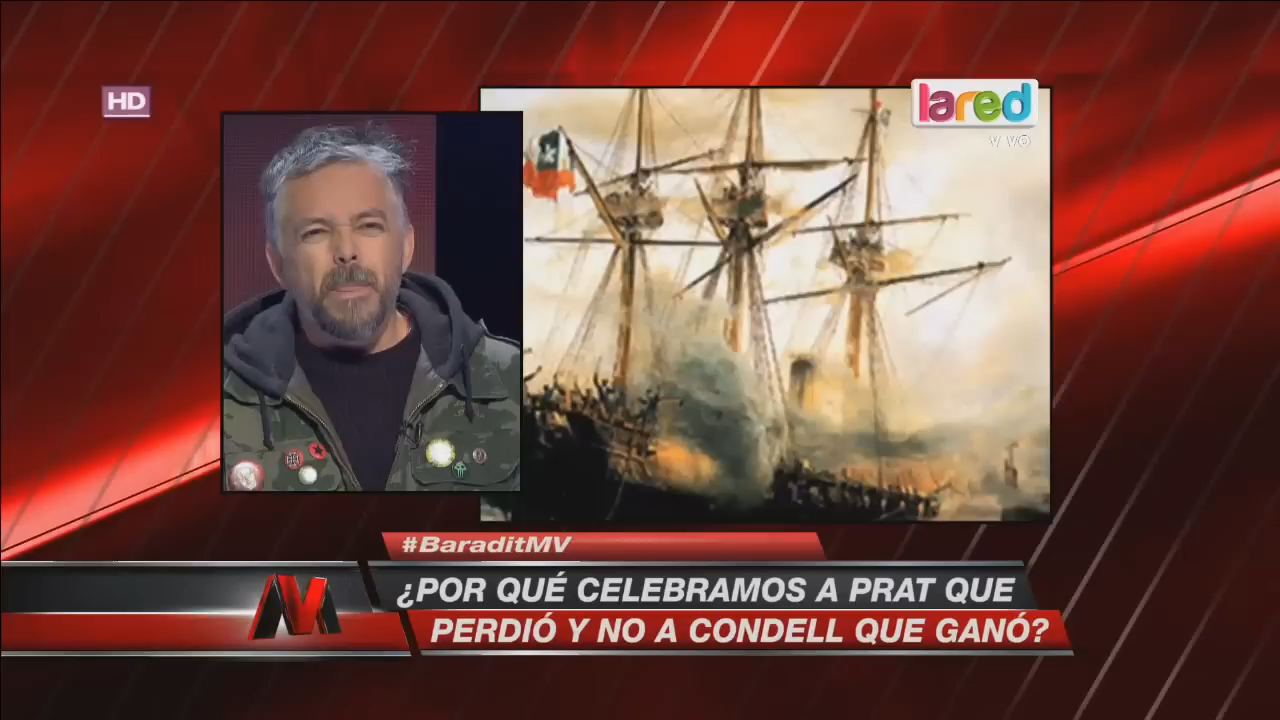 HD
lared
VIVO
#BaraditMV
¿POR QUÉ CELEBRAMOS A PRAT QUE
PERDIÓ Y NO A CONDELL QUE GANÓ?